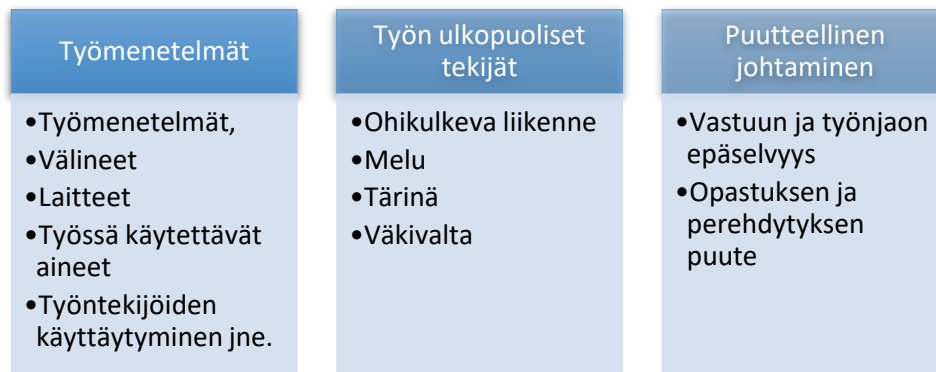 Työmenetelmät
•Työmenetelmät,
•Välineet
•Laitteet
•Työssä käytettävät
aineet
•Työntekijöiden
käyttäytyminen jne.
Työn ulkopuoliset
tekijät
•Ohikulkeva liikenne
•Melu
•Tärinä
•Väkivalta
Puutteellinen
johtaminen
•Vastuun ja työnjaon
epäselvyys
•Opastuksen ja
perehdytyksen
puute